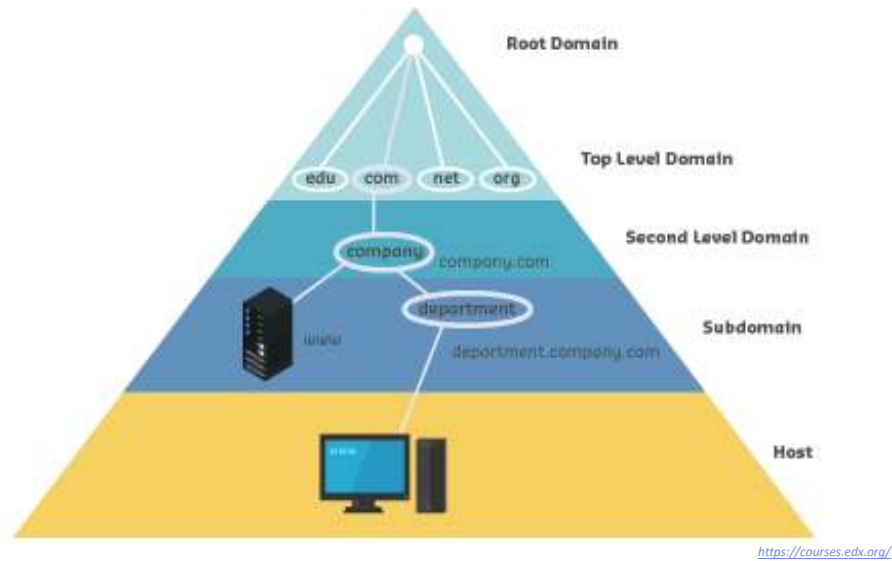 Root Domain
Top Level Domain
edu com net org
Second Level Domain
company
company.com
department
Subdomain
www
department.company.com
Host
https://courses.edx.org/